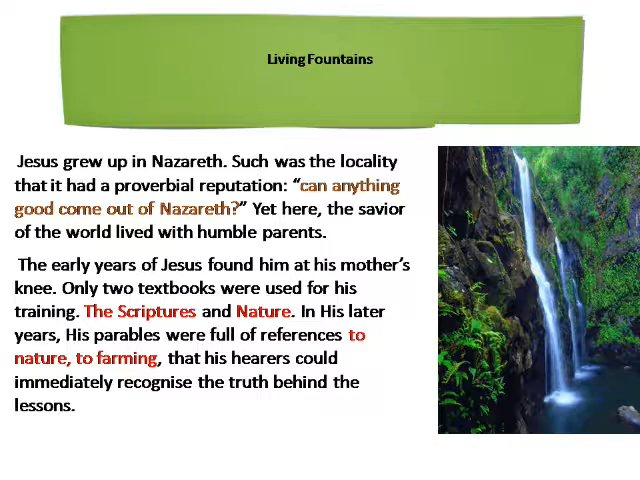 Living Fountains
Jesus grew up in Nazareth. Such was the locality
that it had a proverbial reputation: “can anything
good come out of Nazareth?” Yet here, the savior
of the world lived with humble parents.
The early years of Jesus found him at his mother’s
knee. Only two textbooks were used for his
training. The Scriptures and Nature. In His later
years, His parables were full of references to
nature, to farming, that his hearers could
immediately recognise the truth behind the
lessons.